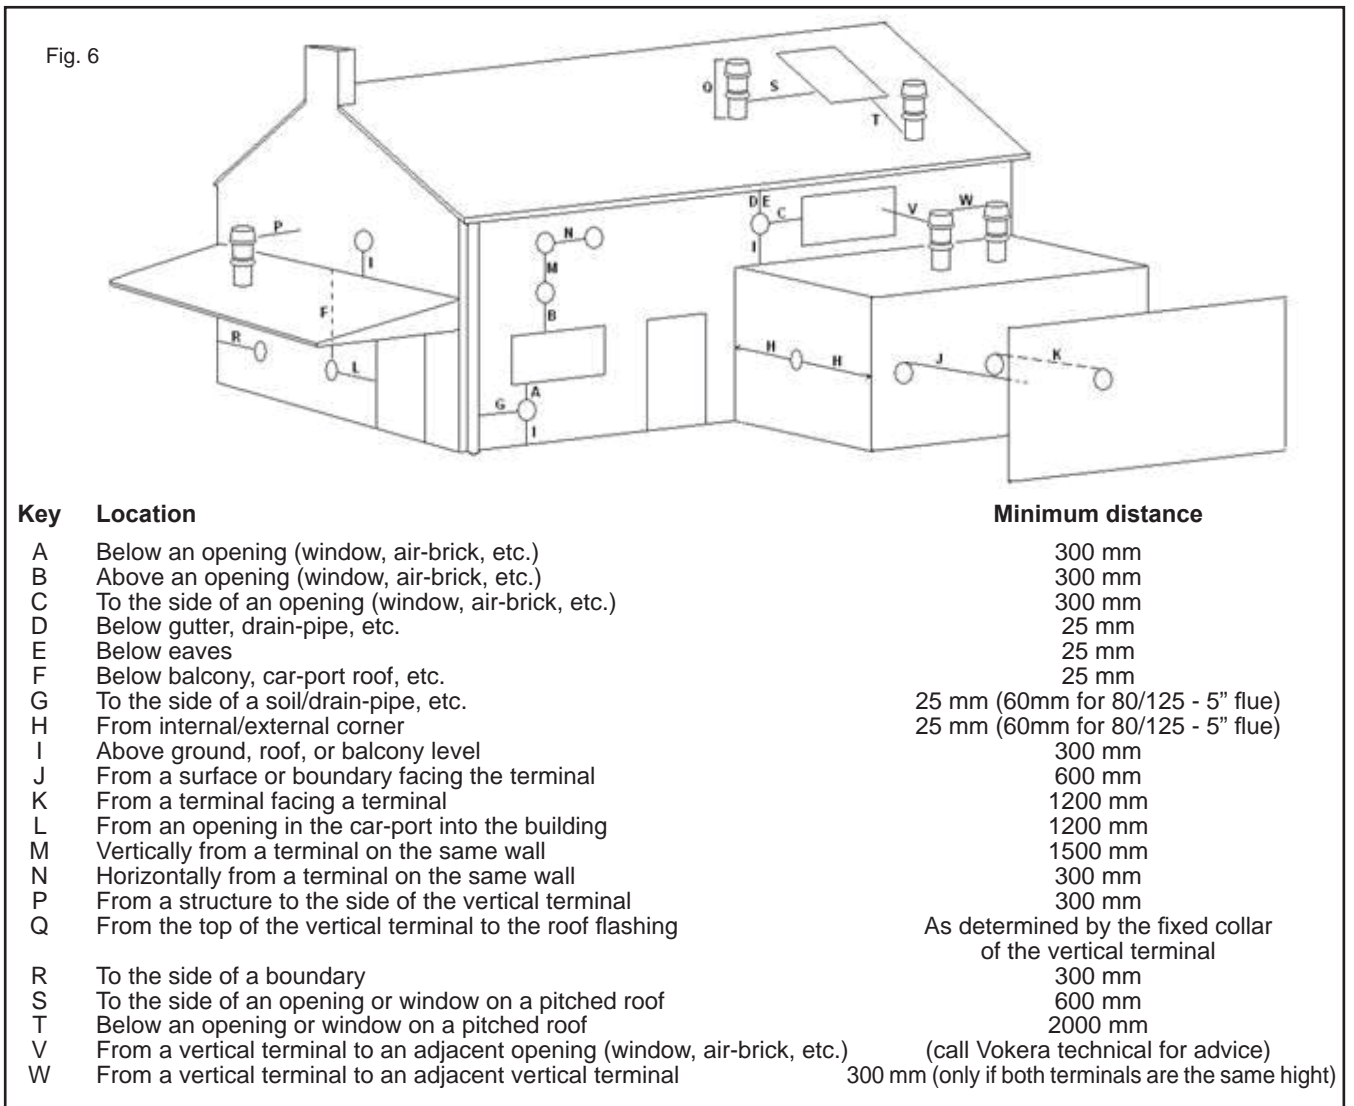 Fig. 6
Q
S
T
P
I
N
D E
C
V
W
I
M
F
B
R
L
H
H
J
K
A
G
I
Key Location Minimum distance
A Below an opening (window, air-brick, etc.) 300 mm
B Above an opening (window, air-brick, etc.) 300 mm
C To the side of an opening (window, air-brick, etc.) 300 mm
D Below gutter, drain-pipe, etc. 25 mm
E Below eaves 25 mm
F Below balcony, car-port roof, etc. 25 mm
G To the side of a soil/drain-pipe, etc. 25 mm (60mm for 80/125 - 5” flue)
H From internal/external corner 25 mm (60mm for 80/125 - 5” flue)
I Above ground, roof, or balcony level 300 mm
J From a surface or boundary facing the terminal 600 mm
K From a terminal facing a terminal 1200 mm
L From an opening in the car-port into the building 1200 mm
M Vertically from a terminal on the same wall 1500 mm
N Horizontally from a terminal on the same wall 300 mm
P From a structure to the side of the vertical terminal 300 mm
Q From the top of the vertical terminal to the roof flashing As determined by the fixed collar
of the vertical terminal
R To the side of a boundary 300 mm
S To the side of an opening or window on a pitched roof 600 mm
T Below an opening or window on a pitched roof 2000 mm
V From a vertical terminal to an adjacent opening (window, air-brick, etc.) (call Vokera technical for advice)
W From a vertical terminal to an adjacent vertical terminal 300 mm (only if both terminals are the same hight)